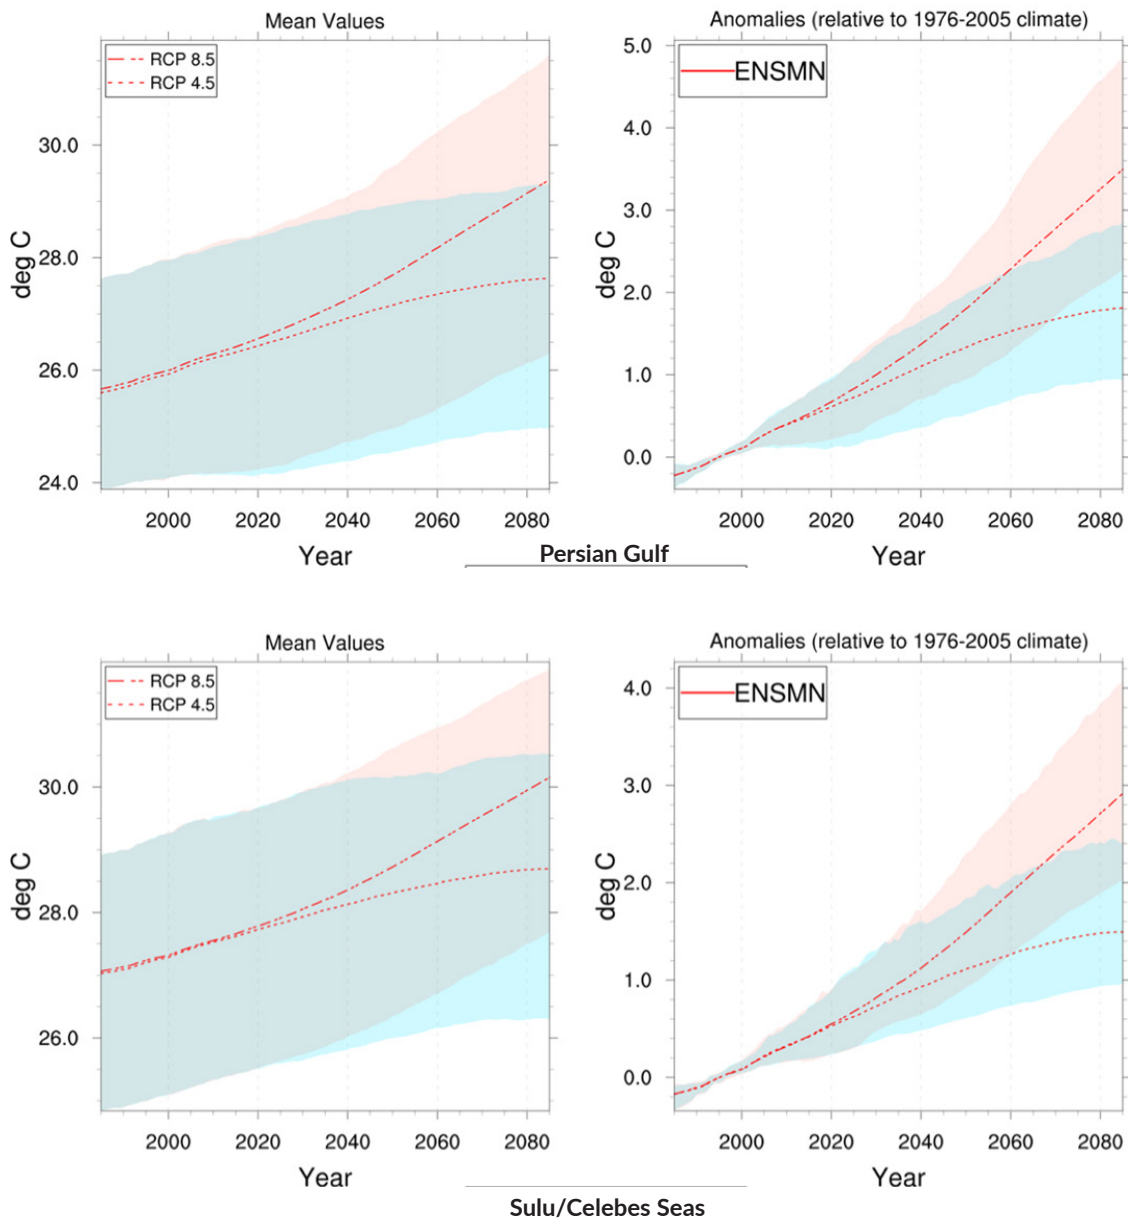 Mean Values
RCP 8.5
RCP 4.5
30.0
28.0
26.0
24.0
deg C
2000 2020 2040 2060 2080
Year
Anomalies (relative to 1976-2005 climate)
ENSMN
5.0
4.0
3.0
2.0
1.0
0.0
deg C
2000 2020 2040 2060 2080
Year
Persian Gulf
Mean Values
RCP 8.5
RCP 4.5
30.0
28.0
26.0
deg C
2000 2020 2040 2060 2080
Year
Anomalies (relative to 1976-2005 climate)
ENSMN
4.0
3.0
2.0
1.0
0.0
deg C
2000 2020 2040 2060 2080
Year
Sulu/Celebes Seas